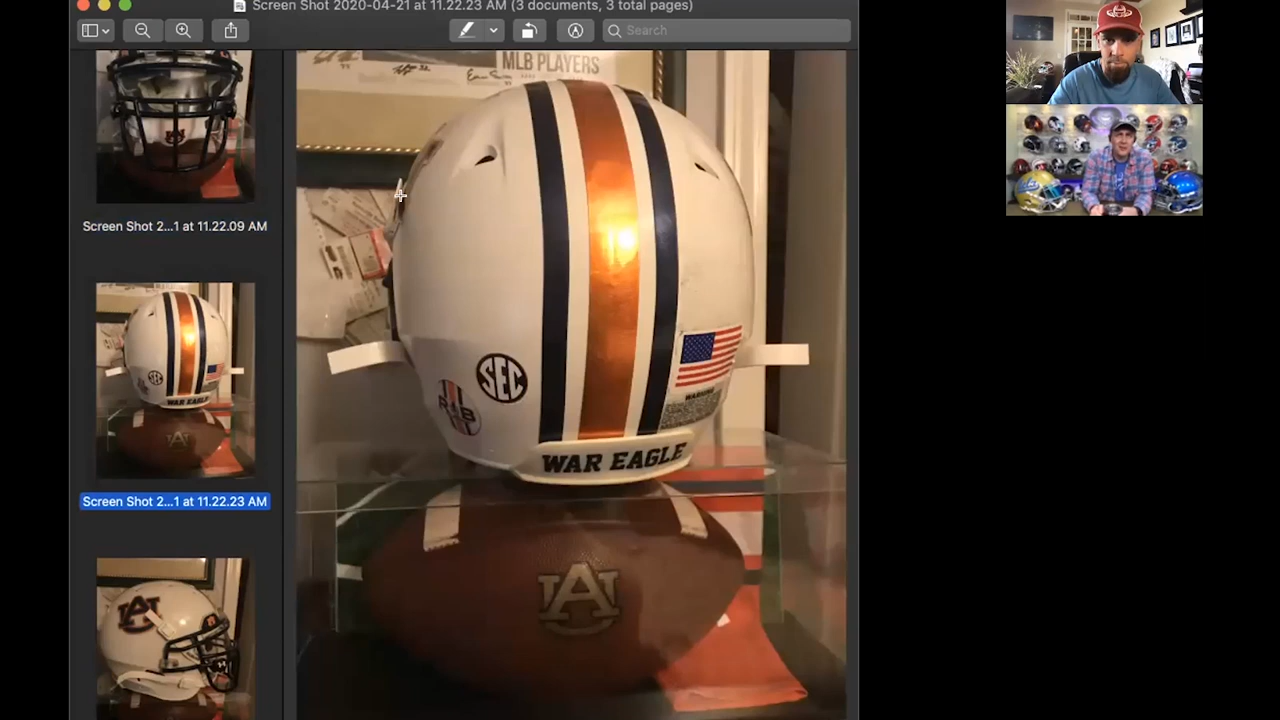 Screen Shot 2020-04-21 at 11.22.23 AM (3 documents, 3 total pages)
Search
Screen Shot 2...1 at 11.22.09 AM
Screen Shot 2...1 at 11.22.23 AM
MLB PLAYERS
SEC
WARNING
WAR EAGLE
AU